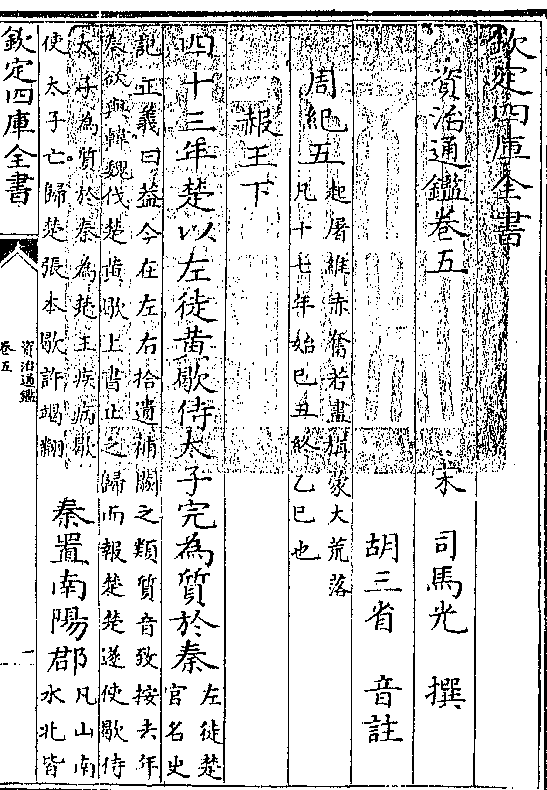 欽定四庫全書
資治通鑑卷五　宋　司馬光　撰
胡三省　音註
周紀五
起屠維赤奮若盡旃蒙大荒落
凡十七年始己丑終乙巳也
赧王下
四十三年楚以左徒黃歇侍太子完為質於秦
左徒楚
官名史
記正義曰益今在左右拾遺補闕之類質音致按去年
秦欲與韓魏伐楚黃歇上書止之歸而報楚楚遂使歇侍
太子為質於秦為楚王疾病歇
使太子亡歸楚張本歇許竭翻
秦置南陽郡
凡山南
水北皆
欽定四庫全書
資治通鑑
卷五
一